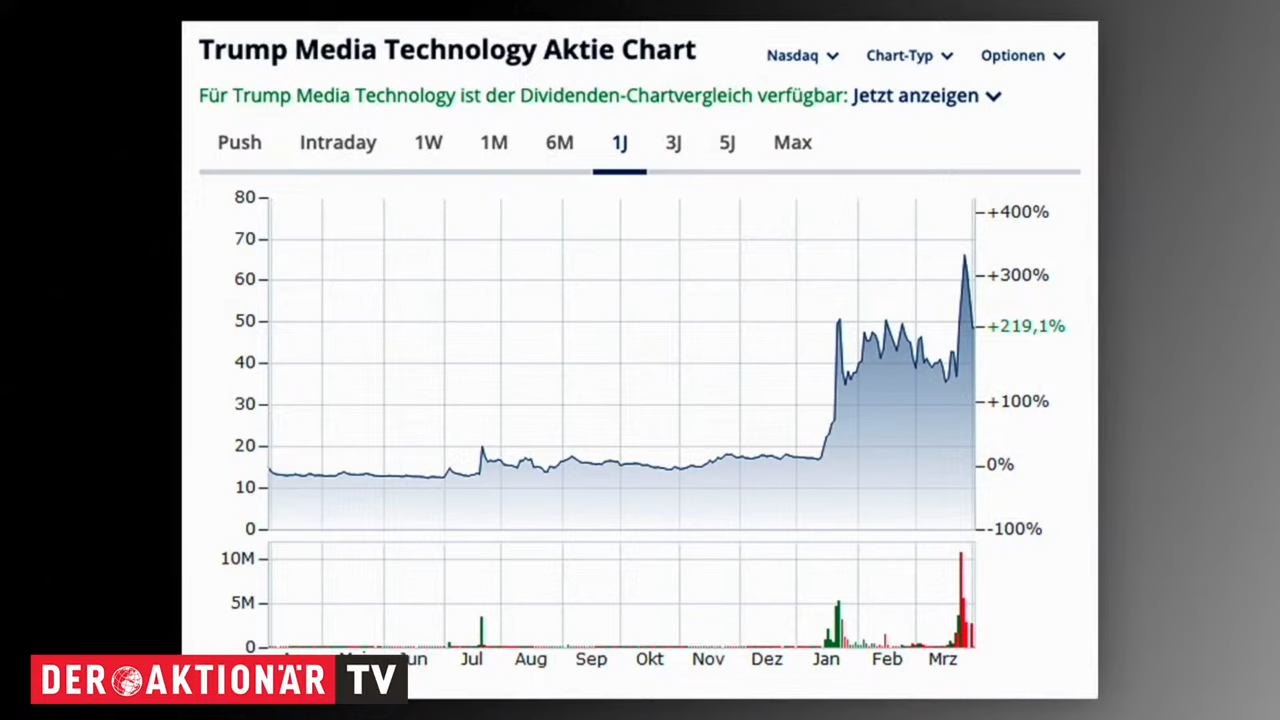 Trump Media Technology Aktie Chart
Nasdaq Chart-Typ Optionen
Für Trump Media Technology ist der Dividenden-Chartvergleich verfügbar: Jetzt anzeigen
Push Intraday 1W 1M 6M 1J 3J 5J Max
80
70
60
50
40
30
20
10
0
+400%
+300%
+219,1%
+100%
0%
-100%
10M
5M
0
Jul Aug Sep Okt Nov Dez Jan Feb Mrz
DER AKTIONÄR TV